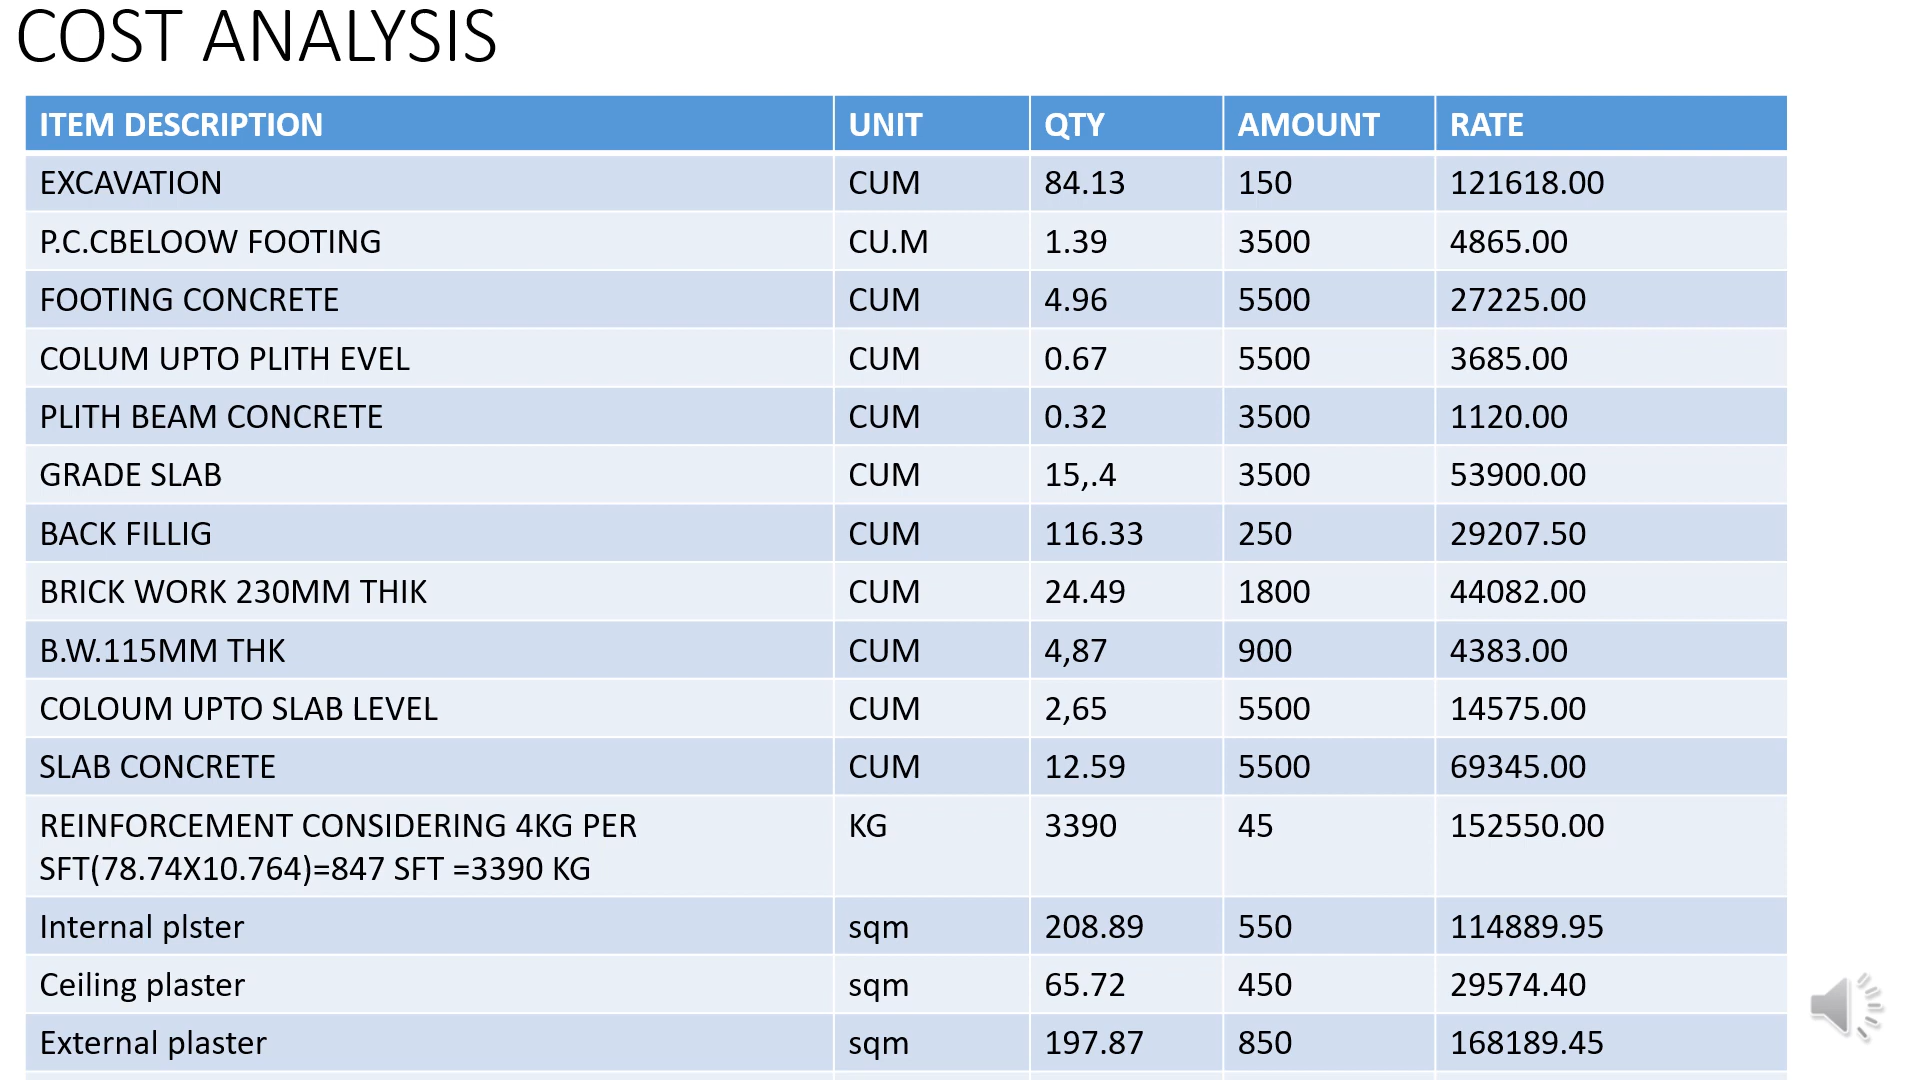 COST ANALYSIS
ITEM DESCRIPTION UNIT QTY AMOUNT RATE
EXCAVATION CUM 84.13 150 121618.00
P.C.CBELOOW FOOTING CU.M 1.39 3500 4865.00
FOOTING CONCRETE CUM 4.96 5500 27225.00
COLUM UPTO PLITH EVEL CUM 0.67 5500 3685.00
PLITH BEAM CONCRETE CUM 0.32 3500 1120.00
GRADE SLAB CUM 15,.4 3500 53900.00
BACK FILLIG CUM 116.33 250 29207.50
BRICK WORK 230MM THIK CUM 24.49 1800 44082.00
B.W.115MM THK CUM 4,87 900 4383.00
COLOUM UPTO SLAB LEVEL CUM 2,65 5500 14575.00
SLAB CONCRETE CUM 12.59 5500 69345.00
REINFORCEMENT CONSIDERING 4KG PER KG 3390 45 152550.00
SFT(78.74X10.764)=847 SFT =3390 KG
Internal plster sqm 208.89 550 114889.95
Ceiling plaster sqm 65.72 450 29574.40
External plaster sqm 197.87 850 168189.45